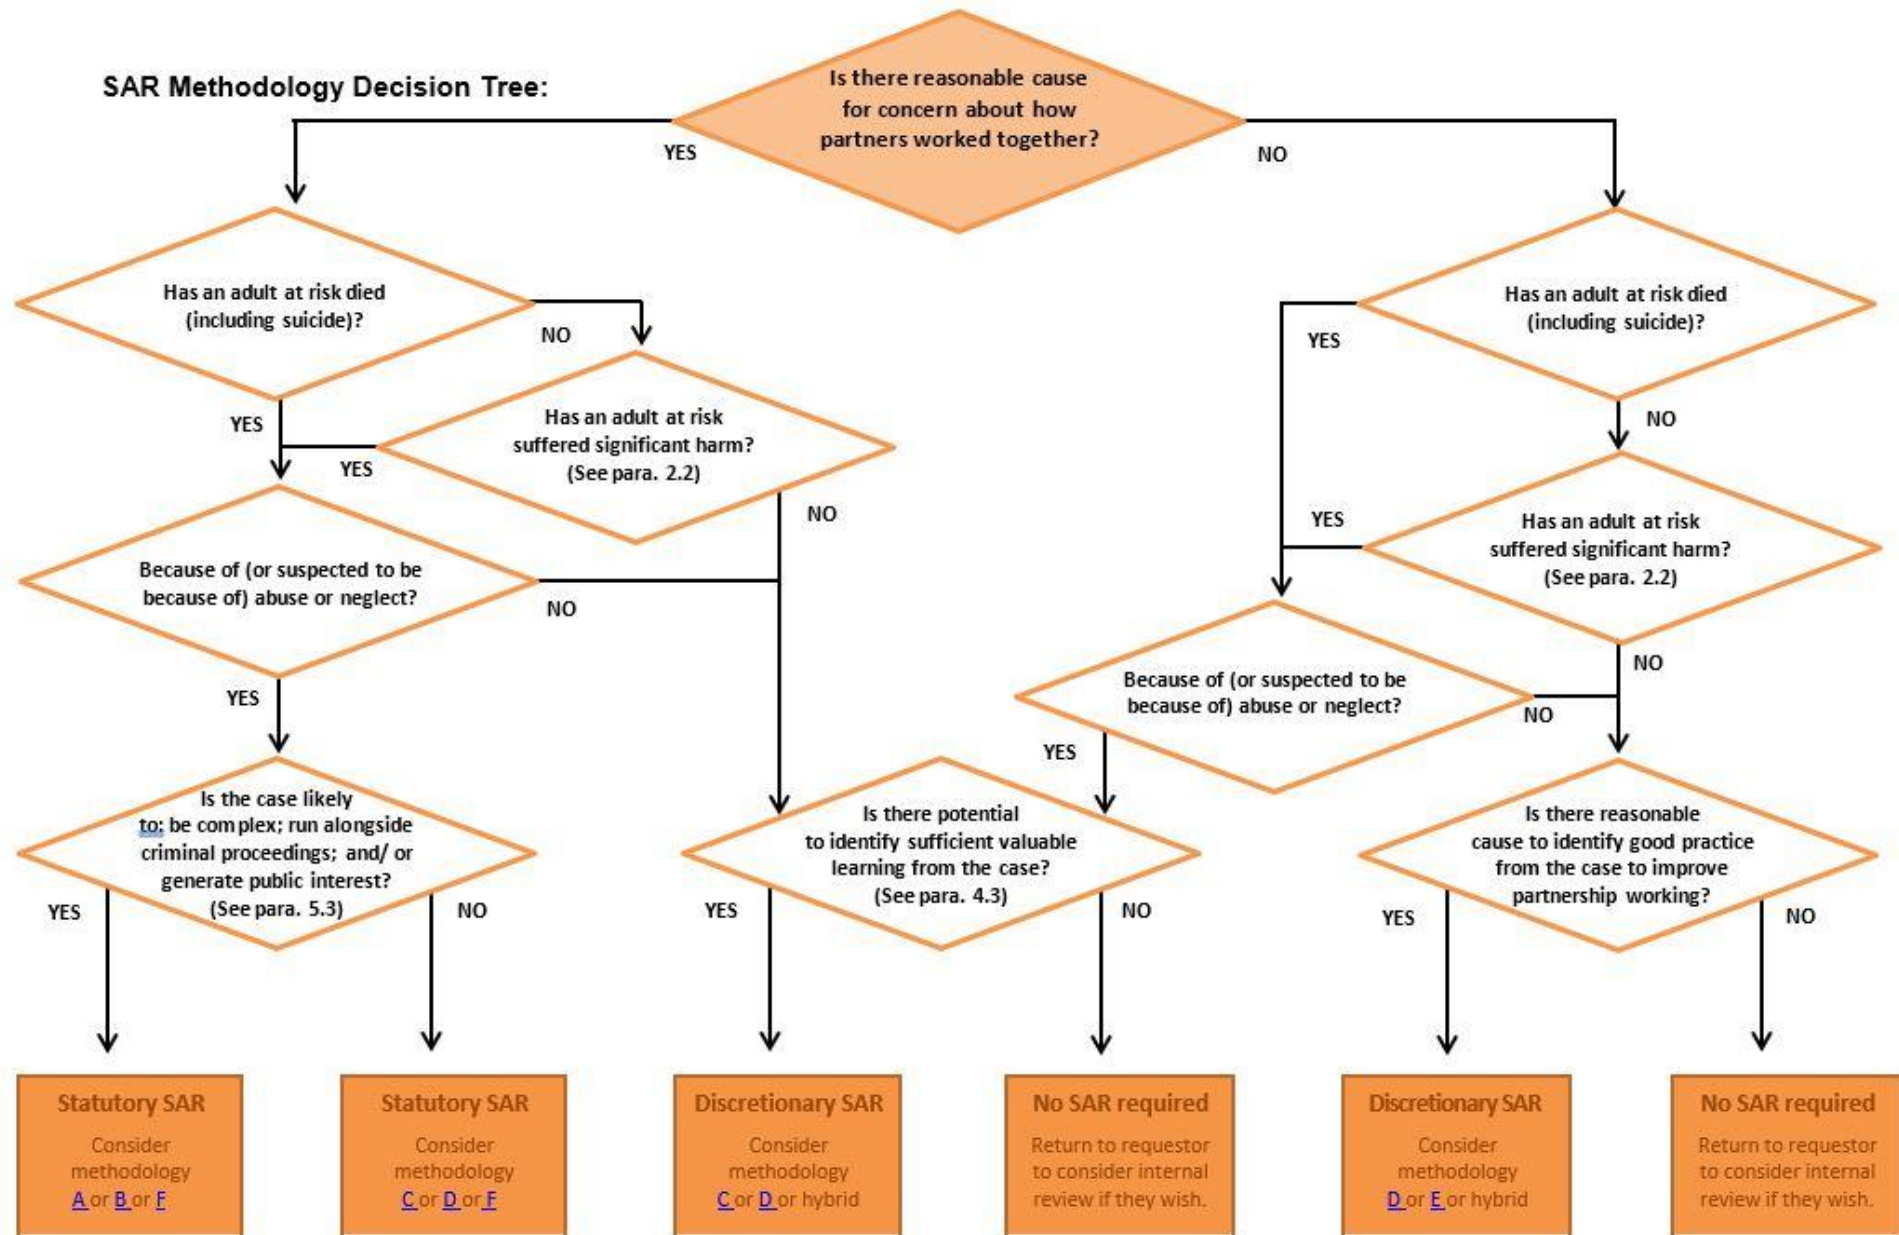 SAR Methodology Decision Tree:
Is there reasonable cause
for concern about how
partners worked together?
YES
NO
Has an adult at risk died
(including suicide)?
NO
YES
Has an adult at risk
suffered significant harm?
(See para. 2.2)
YES
NO
Because of (or suspected to be
because of) abuse or neglect?
NO
YES
Is the case likely
to: be complex; run alongside
criminal proceedings; and/ or
generate public interest?
(See para. 5.3)
YES
NO
Has an adult at risk died
(including suicide)?
YES
NO
Has an adult at risk
suffered significant harm?
(See para. 2.2)
YES
NO
Because of (or suspected to be
because of) abuse or neglect?
NO
YES
Is there potential
to identify sufficient valuable
learning from the case?
(See para. 4.3)
YES
NO
Is there reasonable
cause to identify good practice
from the case to improve
partnership working?
YES
NO
Statutory SAR
Consider
methodology
A or B or F
Statutory SAR
Consider
methodology
C or D or F
Discretionary SAR
Consider
methodology
C or D or hybrid
No SAR required
Return to requestor
to consider internal
review if they wish.
Discretionary SAR
Consider
methodology
D or E or hybrid
No SAR required
Return to requestor
to consider internal
review if they wish.